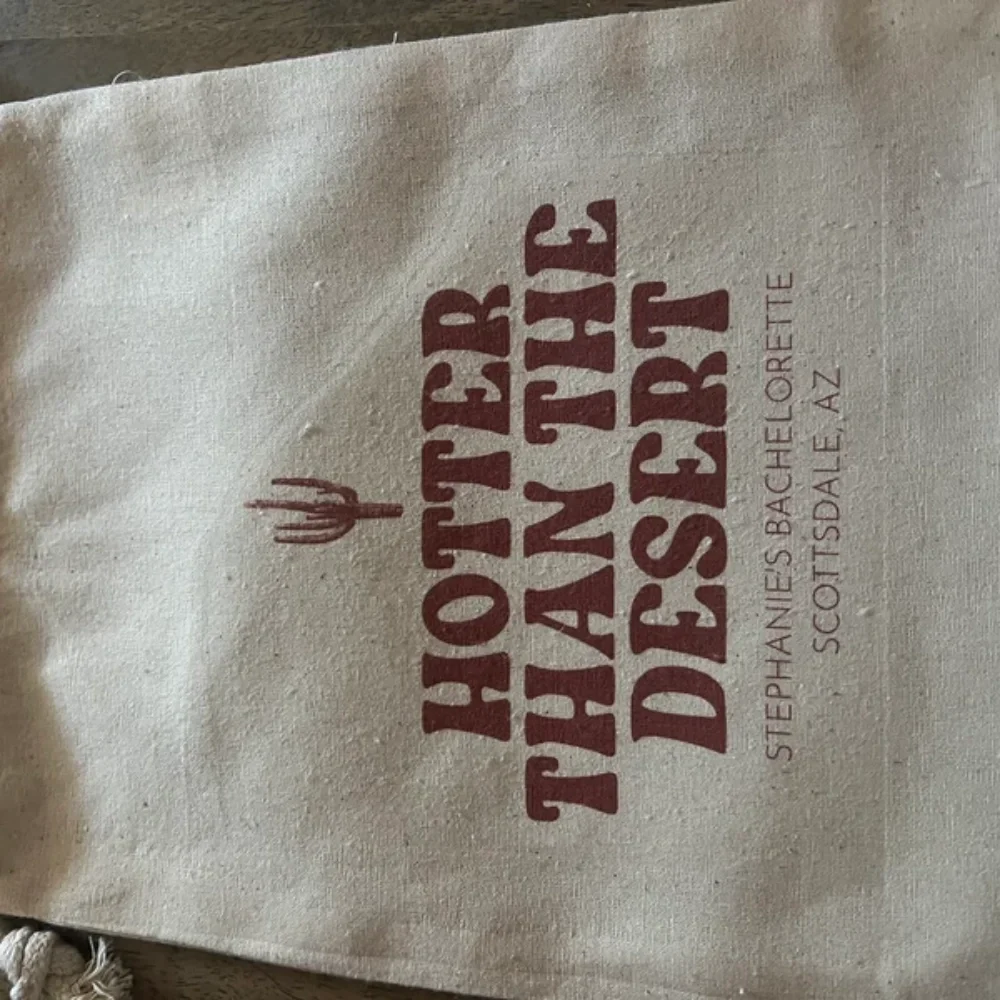 HOTTER
THAN THE
DESERT
STEPHANIE'S BACHELORETTE
SCOTTSDALE, AZ